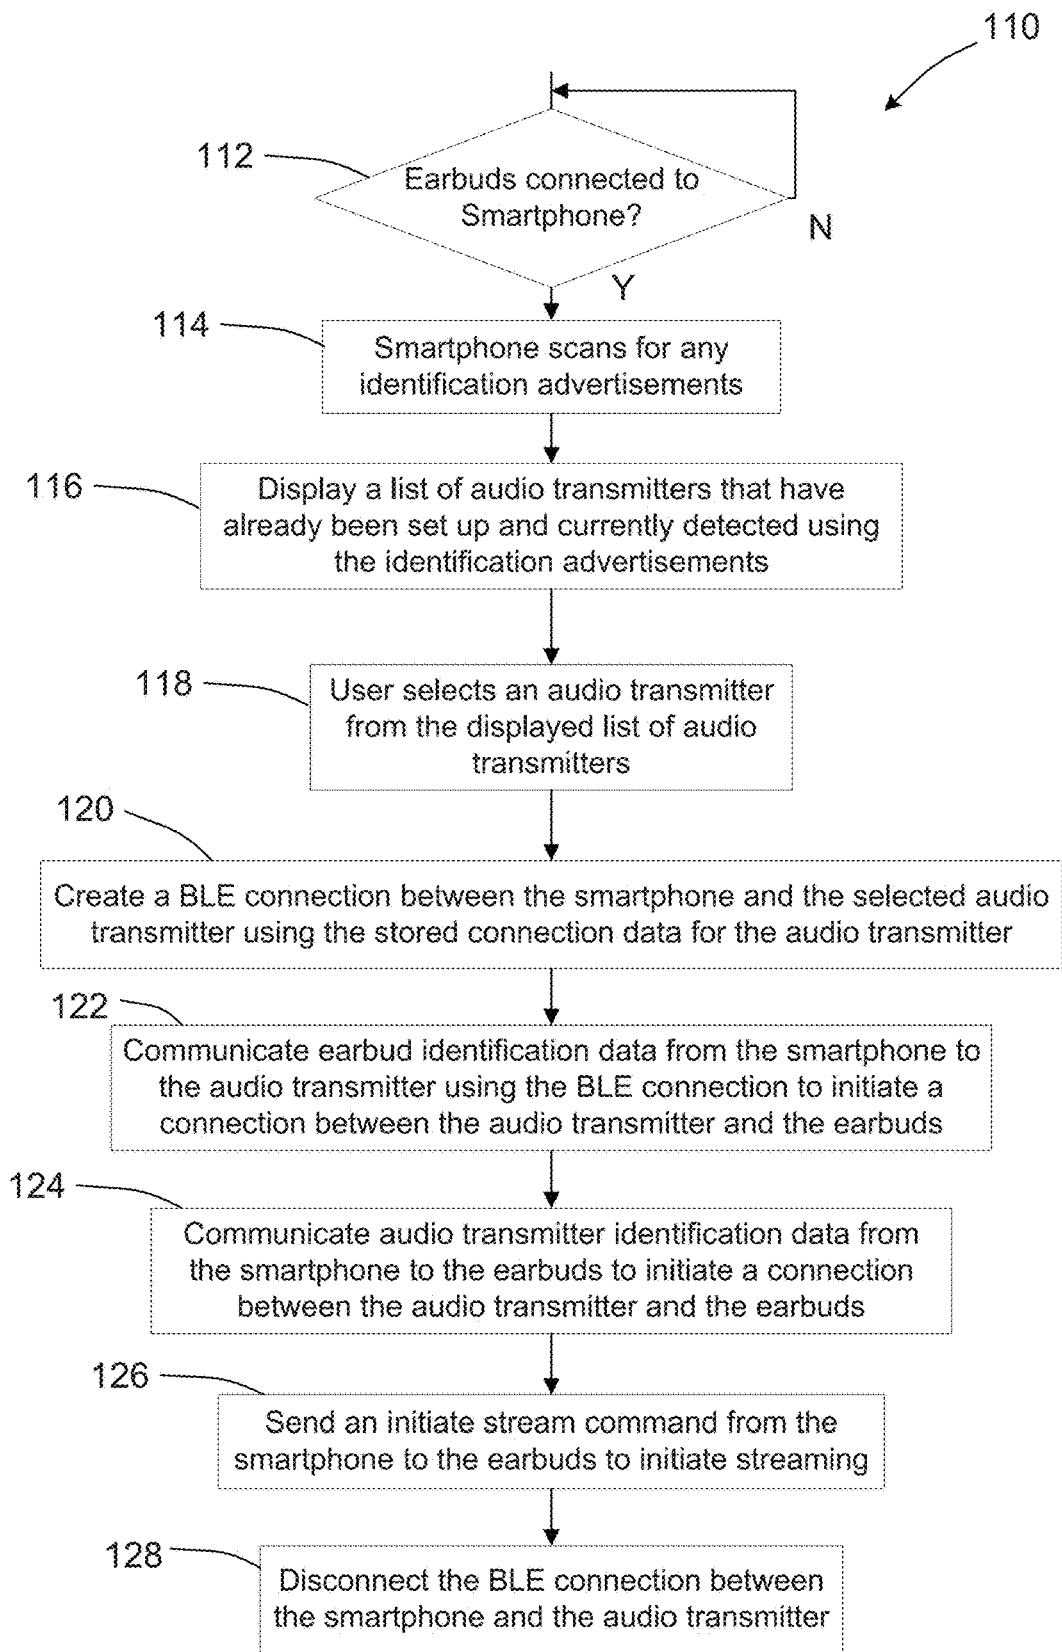 110
112
Earbuds connected to
Smartphone?
N
Y
114
Smartphone scans for any
identification advertisements
116
Display a list of audio transmitters that have
already been set up and currently detected using
the identification advertisements
118
User selects an audio transmitter
from the displayed list of audio
transmitters
120
Create a BLE connection between the smartphone and the selected audio
transmitter using the stored connection data for the audio transmitter
122
Communicate earbud identification data from the smartphone to
the audio transmitter using the BLE connection to initiate a
connection between the audio transmitter and the earbuds
124
Communicate audio transmitter identification data from
the smartphone to the earbuds to initiate a connection
between the audio transmitter and the earbuds
126
Send an initiate stream command from the
smartphone to the earbuds to initiate streaming
128
Disconnect the BLE connection between
the smartphone and the audio transmitter